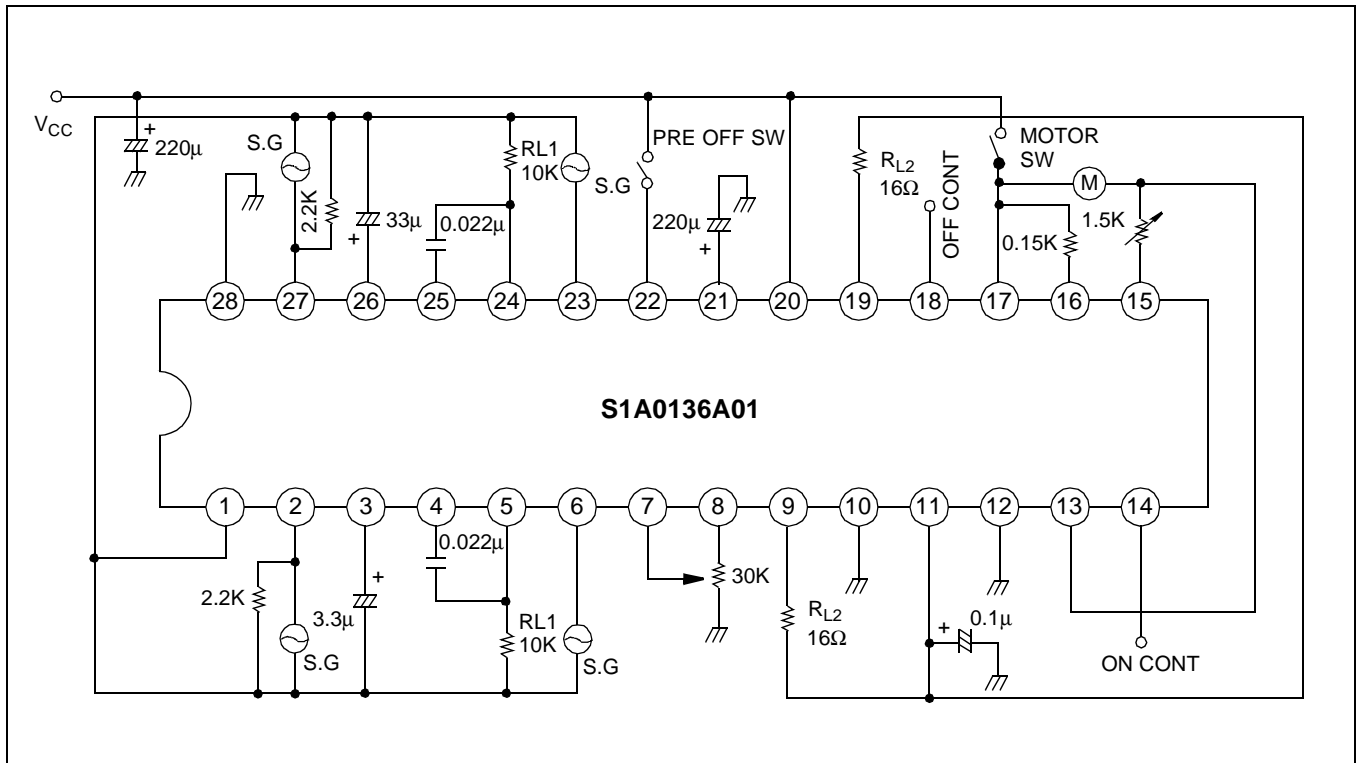 VCC
+
220μ
S.G
2.2K
+
33μ
0.022μ
RL1
10K
S.G
PRE OFF SW
220μ
+
RL2
16Ω
OFF CONT
MOTOR
SW
M
0.15K
1.5K
28 27 26 25 24 23 22 21 20 19 18 17 16 15
S1A0136A01
1 2 3 4 5 6 7 8 9 10 11 12 13 14
2.2K
S.G
+
3.3μ
0.022μ
RL1
10K
S.G
30K
RL2
16Ω
+
0.1μ
ON CONT